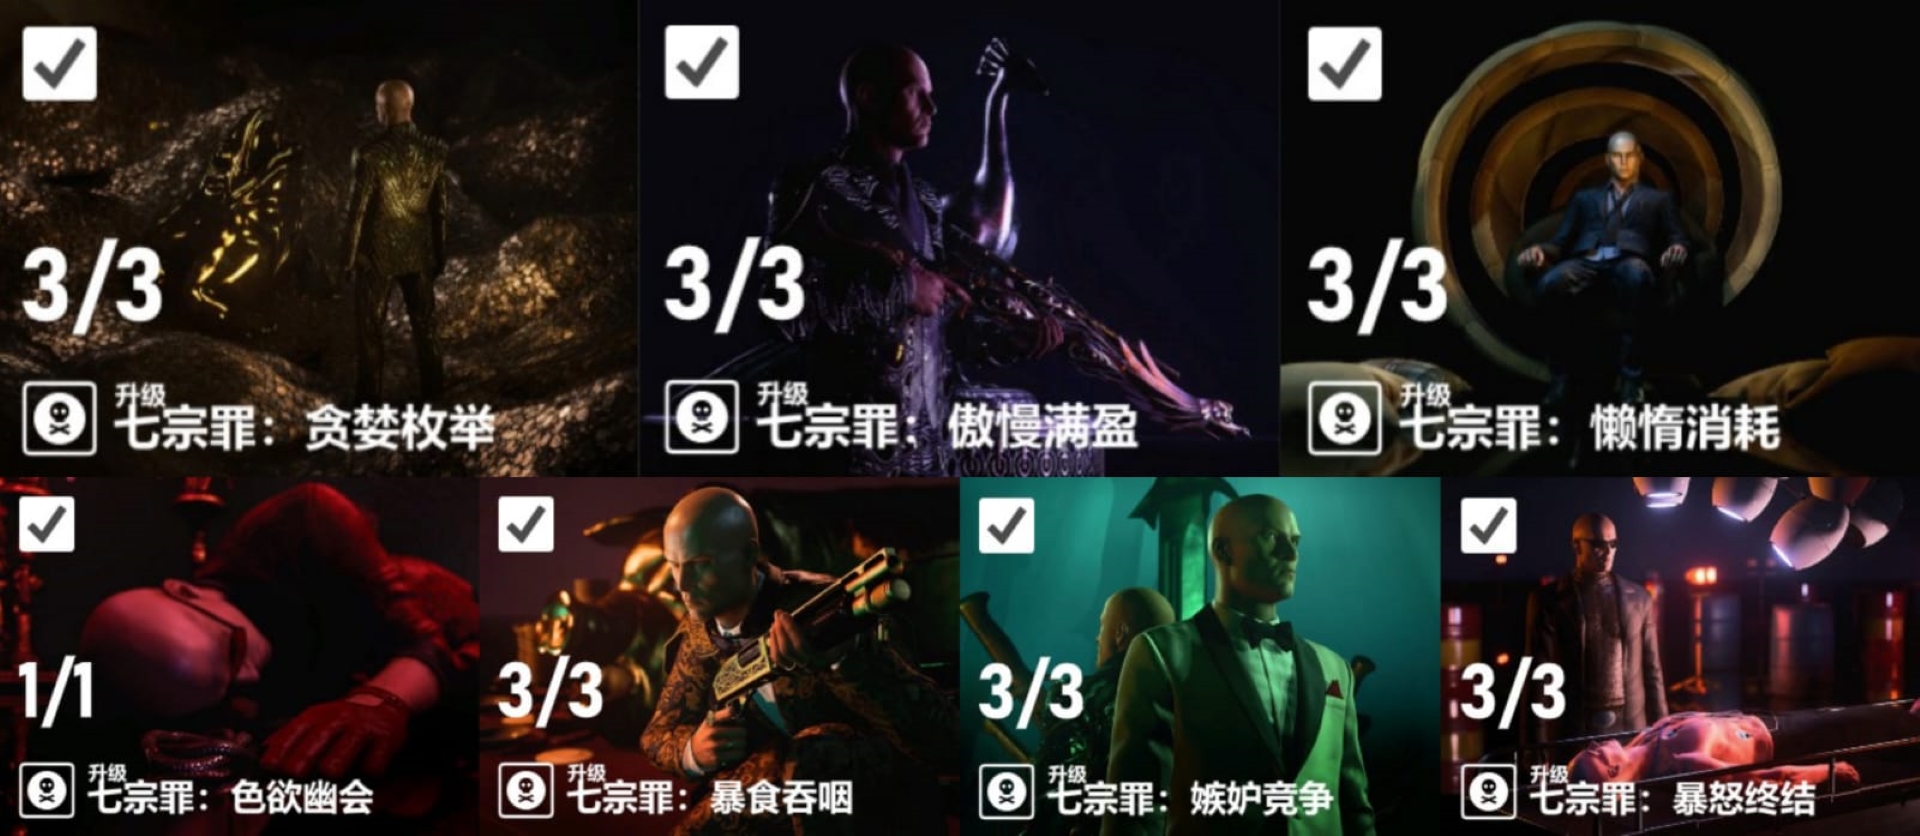 3/3
升级
七宗罪：贪婪枚举
3/3
升级
七宗罪：傲慢满盈
3/3
升级
七宗罪：懒惰消耗
1/1
升级
七宗罪：色欲幽会
3/3
升级
七宗罪：暴食吞咽
3/3
升级
七宗罪：嫉妒竞争
3/3
升级
七宗罪：暴怒终结